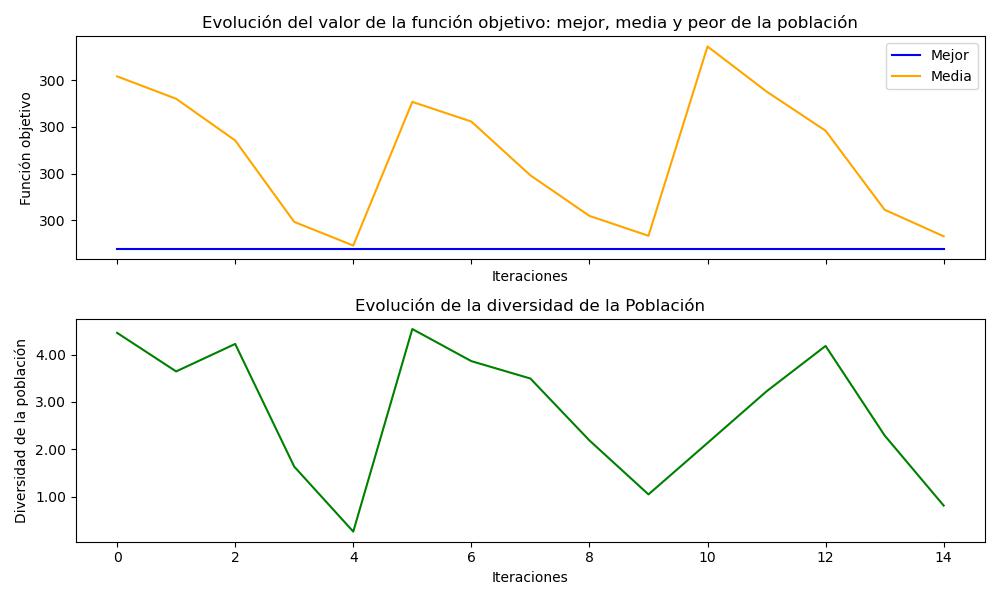 Evolución del valor de la función objetivo: mejor, media y peor de la población
Función objetivo
300
300
300
300
Mejor
Media
Iteraciones
Evolución de la diversidad de la Población
Diversidad de la población
4.00
3.00
2.00
1.00
0 2 4 6 8 10 12 14
Iteraciones